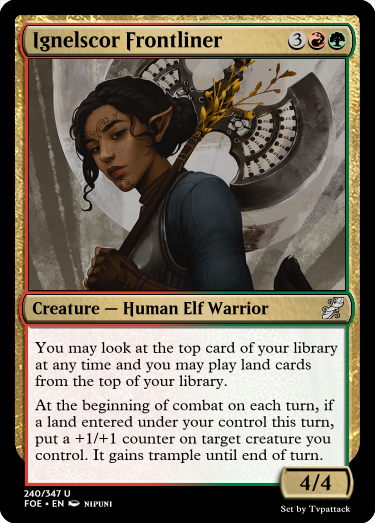 Ignelscor Frontliner 3
Creature — Human Elf Warrior
You may look at the top card of your library
at any time and you may play land cards
from the top of your library.
At the beginning of combat on each turn, if
a land entered under your control this turn,
put a +1/+1 counter on target creature you
control. It gains trample until end of turn.
4/4
240/347 U
FOE • EN NIPUNI
Set by Tvpattack